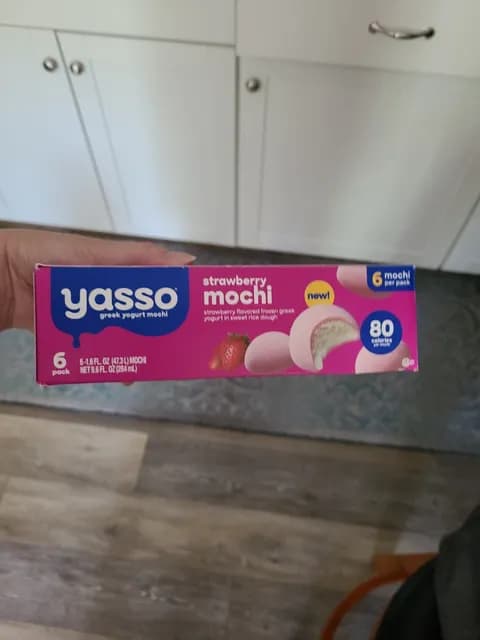 yasso
greek yogurt mochi
6
pack
6-1.6 FL. OZ (47.3 L) MOCHI
NET 9.6 FL. OZ (284 mL)
strawberry
mochi
strawberry flavored frozen greek
yogurt in sweet rice dough
new!
6 mochi
per pack
80
calories
per mochi